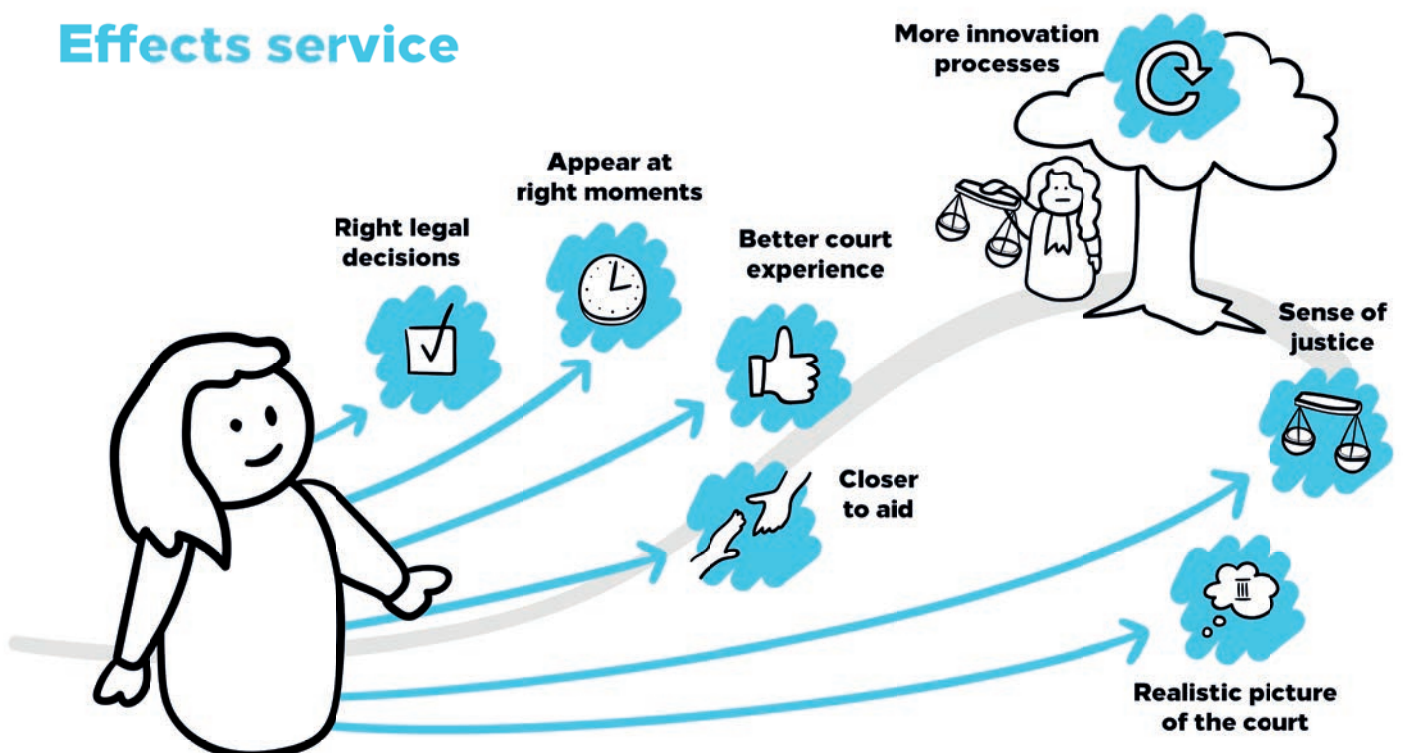 Effects service
More innovation
processes
Appear at
right moments
Right legal
decisions
Better court
experience
Sense of
justice
Closer
to aid
Realistic picture
of the court